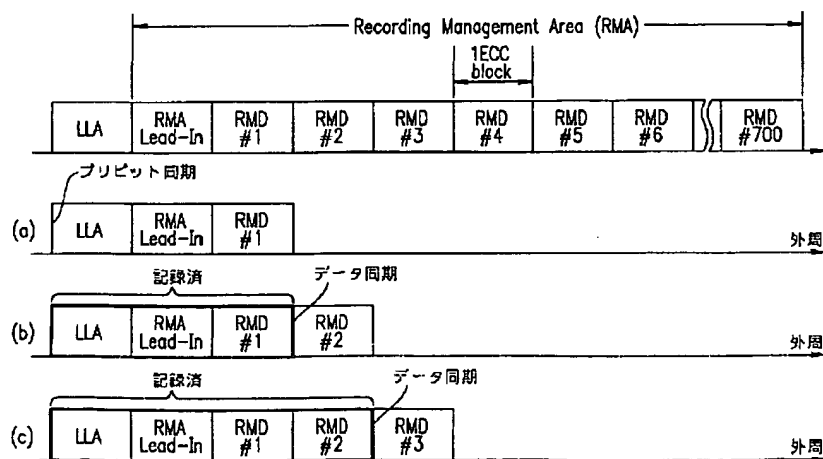 Recording Management Area (RMA)
1ECC
block
LLA
RMA
Lead-In
RMD
#1
RMD
#2
RMD
#3
RMD
#4
RMD
#5
RMD
#6
RMD
#700
プリピット同期
(a)
LLA
RMA
Lead-In
RMD
#1
外周
記録済
データ同期
(b)
LLA
RMA
Lead-In
RMD
#1
RMD
#2
外周
記録済
データ同期
(c)
LLA
RMA
Lead-In
RMD
#1
RMD
#2
RMD
#3
外周